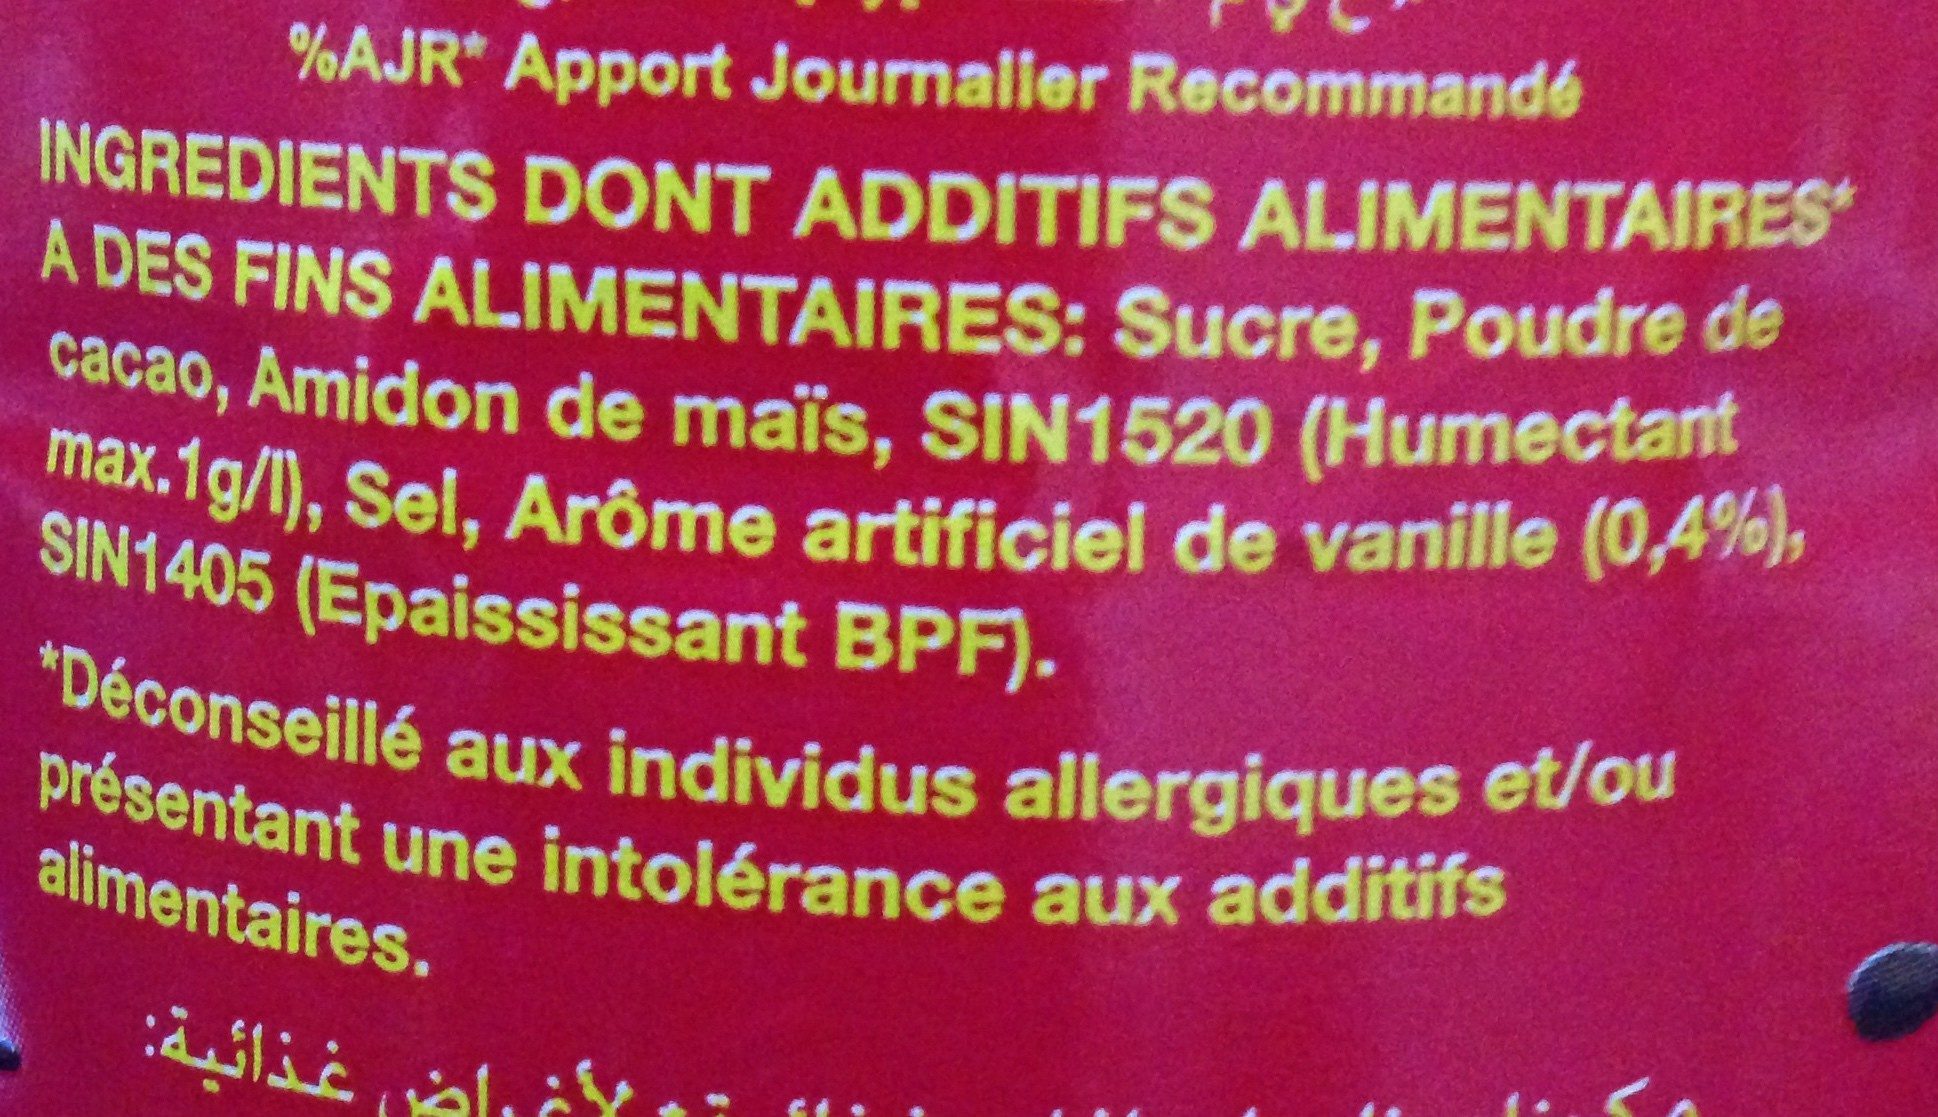 %AJR* Apport Journalier Recommandé
INGREDIENTS DONT ADDITIFS ALIMENTAIRES*
A DES FINS ALIMENTAIRES: Sucre, Poudre de
cacao, Amidon de maïs, SIN1520 (Humectant
max.1g/l), Sel, Arôme artificiel de vanille (0,4%),
SIN1405 (Epaississant BPF).
*Déconseillé aux individus allergiques et/ou
présentant une intolérance aux additifs
alimentaires.
لأغراض غذائية: